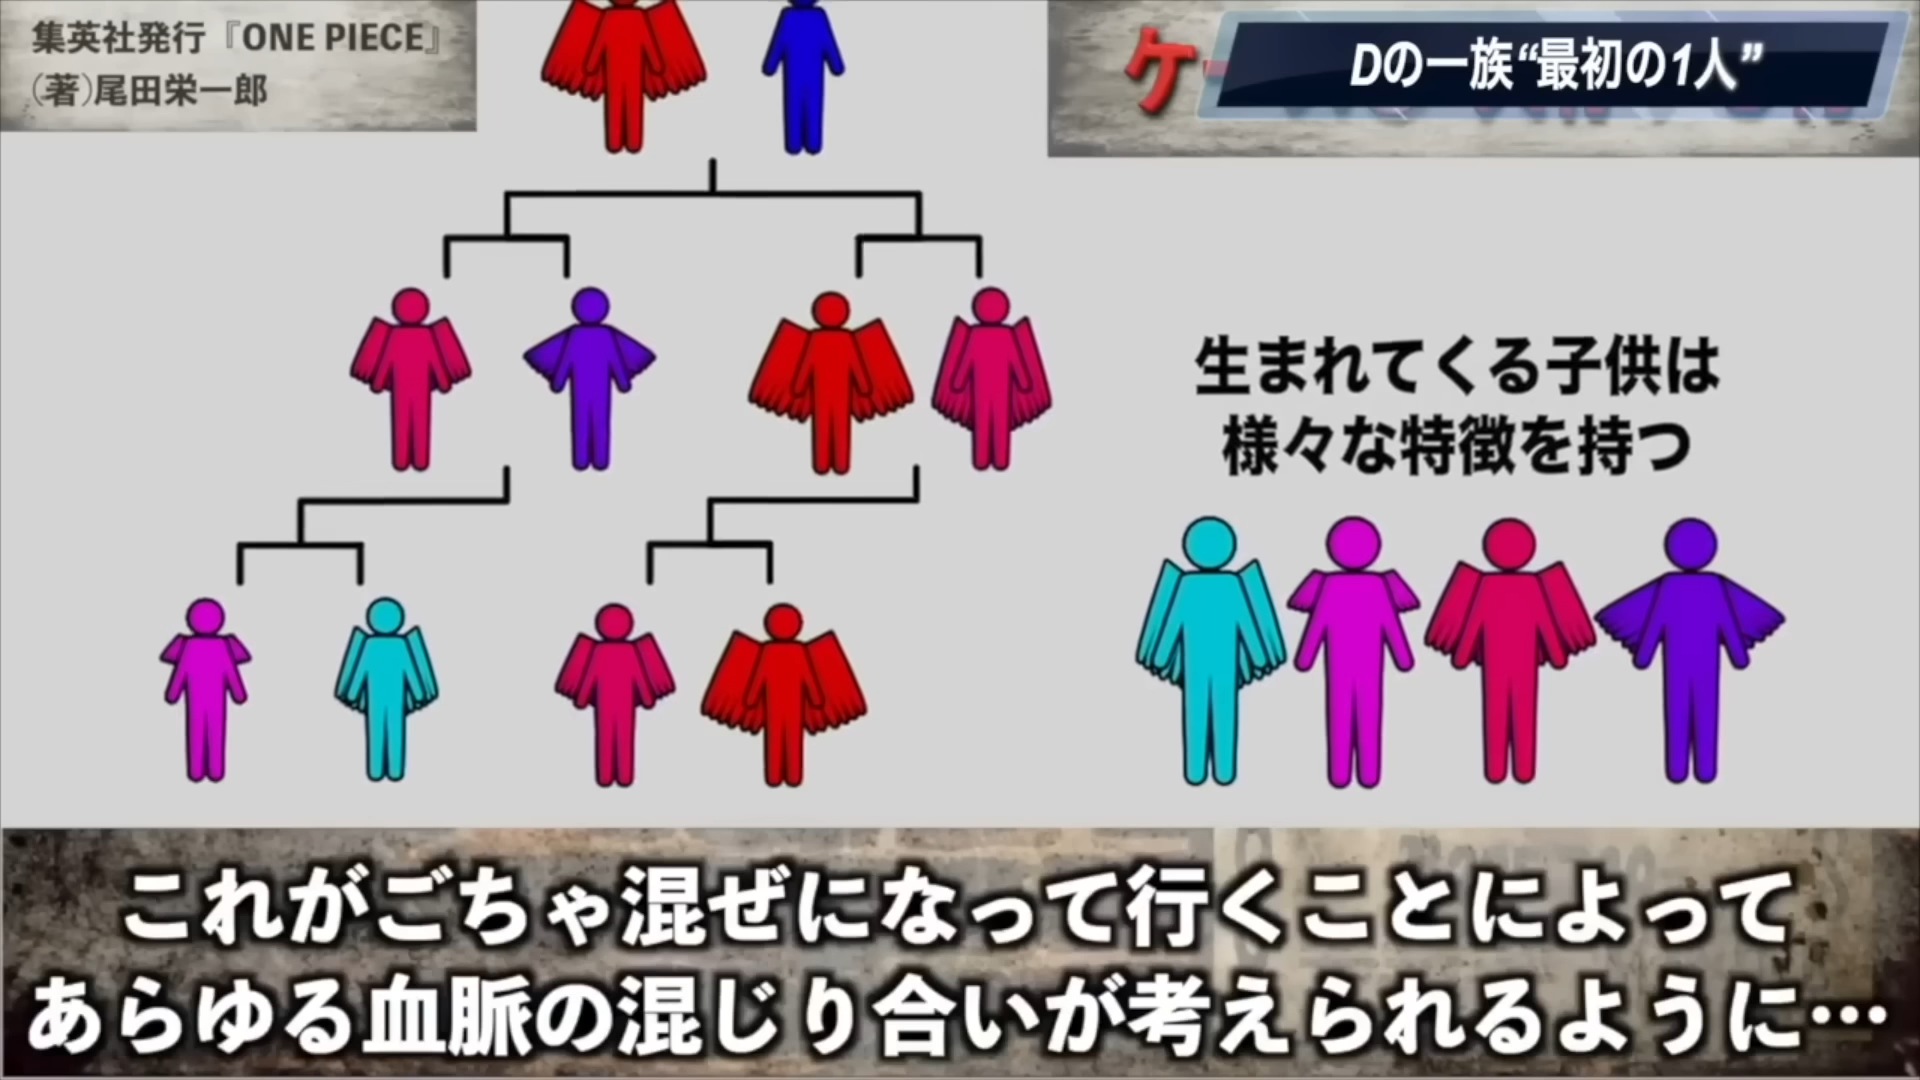 集英社発行『ONE PIECE』
(著)尾田栄一郎
ケ
Dの一族“最初の1人”
生まれてくる子供は
様々な特徴を持つ
これがごちゃ混ぜになって行くことによって
あらゆる血脈の混じり合いが考えられるように…